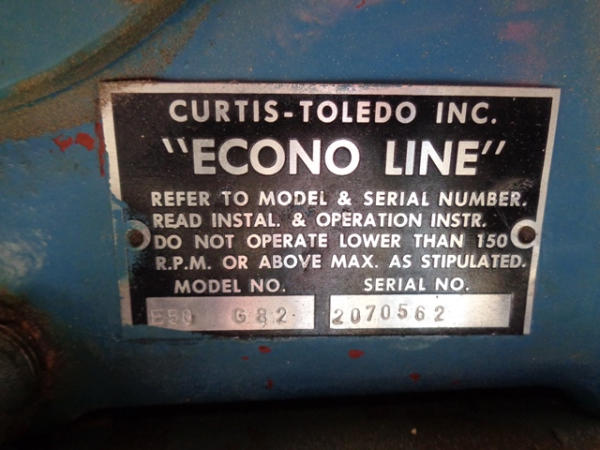 CURTIS-TOLEDO INC.
"ECONO LINE"
REFER TO MODEL & SERIAL NUMBER.
READ INSTAL. & OPERATION INSTR.
DO NOT OPERATE LOWER THAN 150
R.P.M. OR ABOVE MAX. AS STIPULATED.
MODEL NO. SERIAL NO.
E50 G82 2070562